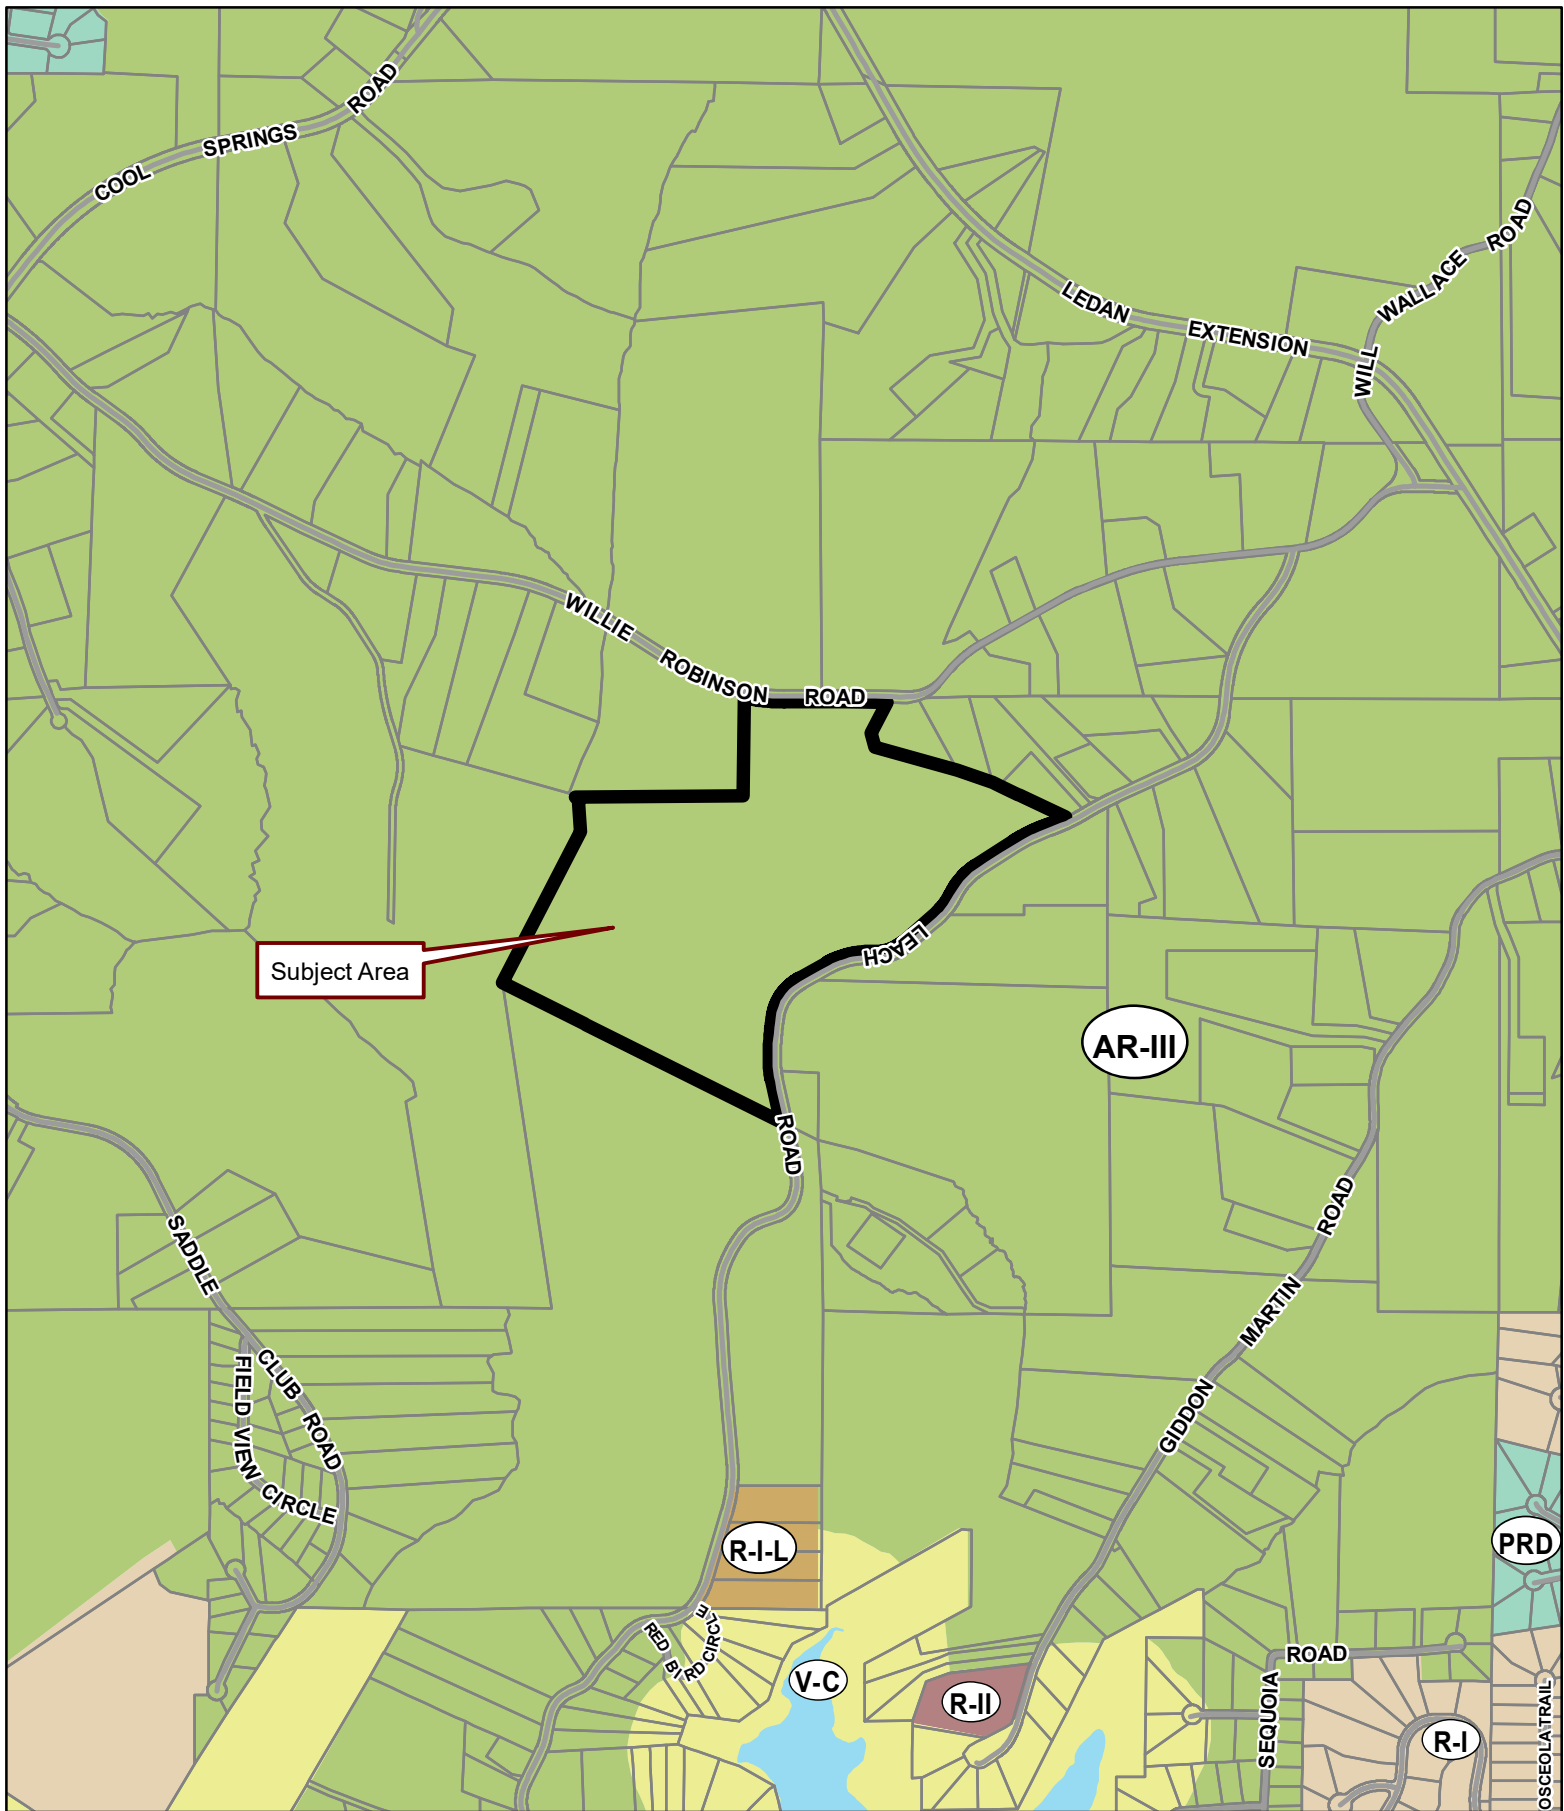 COOL SPRINGS ROAD
LEDAN EXTENSION
WILL WALLACE ROAD
WILLIE ROBINSON ROAD
Subject Area
LEACH ROAD
AR-III
SADDLE CLUB ROAD
FIELD VIEW CIRCLE
GIDDON MARTIN ROAD
R-I-L
PRD
RED BIRD CIRCLE
V-C
R-II
SEQUOIA ROAD
R-I
OSCEOLA TRAIL